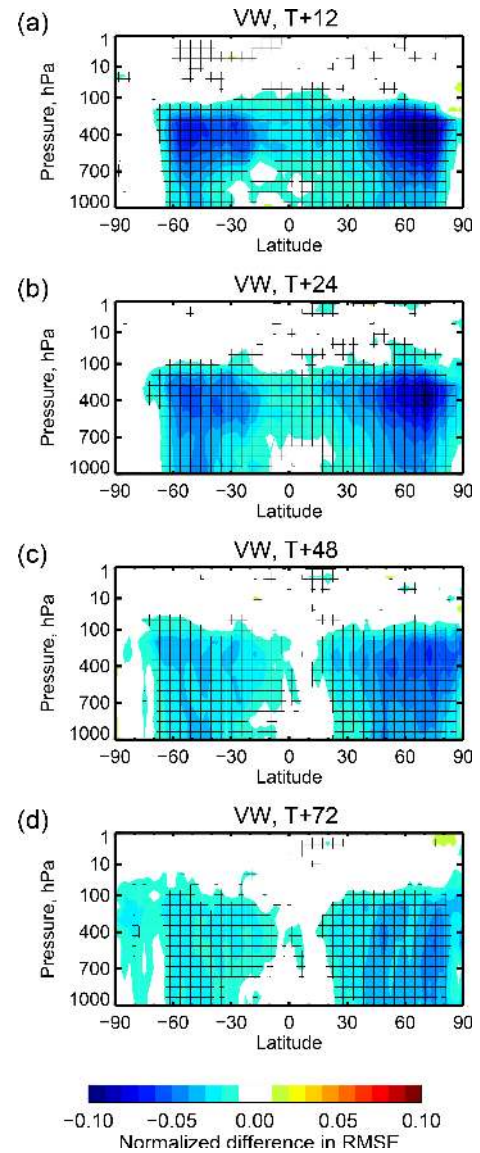 (a) VW, T+12
Pressure, hPa
1
10
100
400
700
1000
−90 −60 −30 0 30 60 90
Latitude
(b) VW, T+24
Pressure, hPa
1
10
100
400
700
1000
−90 −60 −30 0 30 60 90
Latitude
(c) VW, T+48
Pressure, hPa
1
10
100
400
700
1000
−90 −60 −30 0 30 60 90
Latitude
(d) VW, T+72
Pressure, hPa
1
10
100
400
700
1000
−90 −60 −30 0 30 60 90
Latitude
−0.10 −0.05 0.00 0.05 0.10
Normalized difference in RMSE